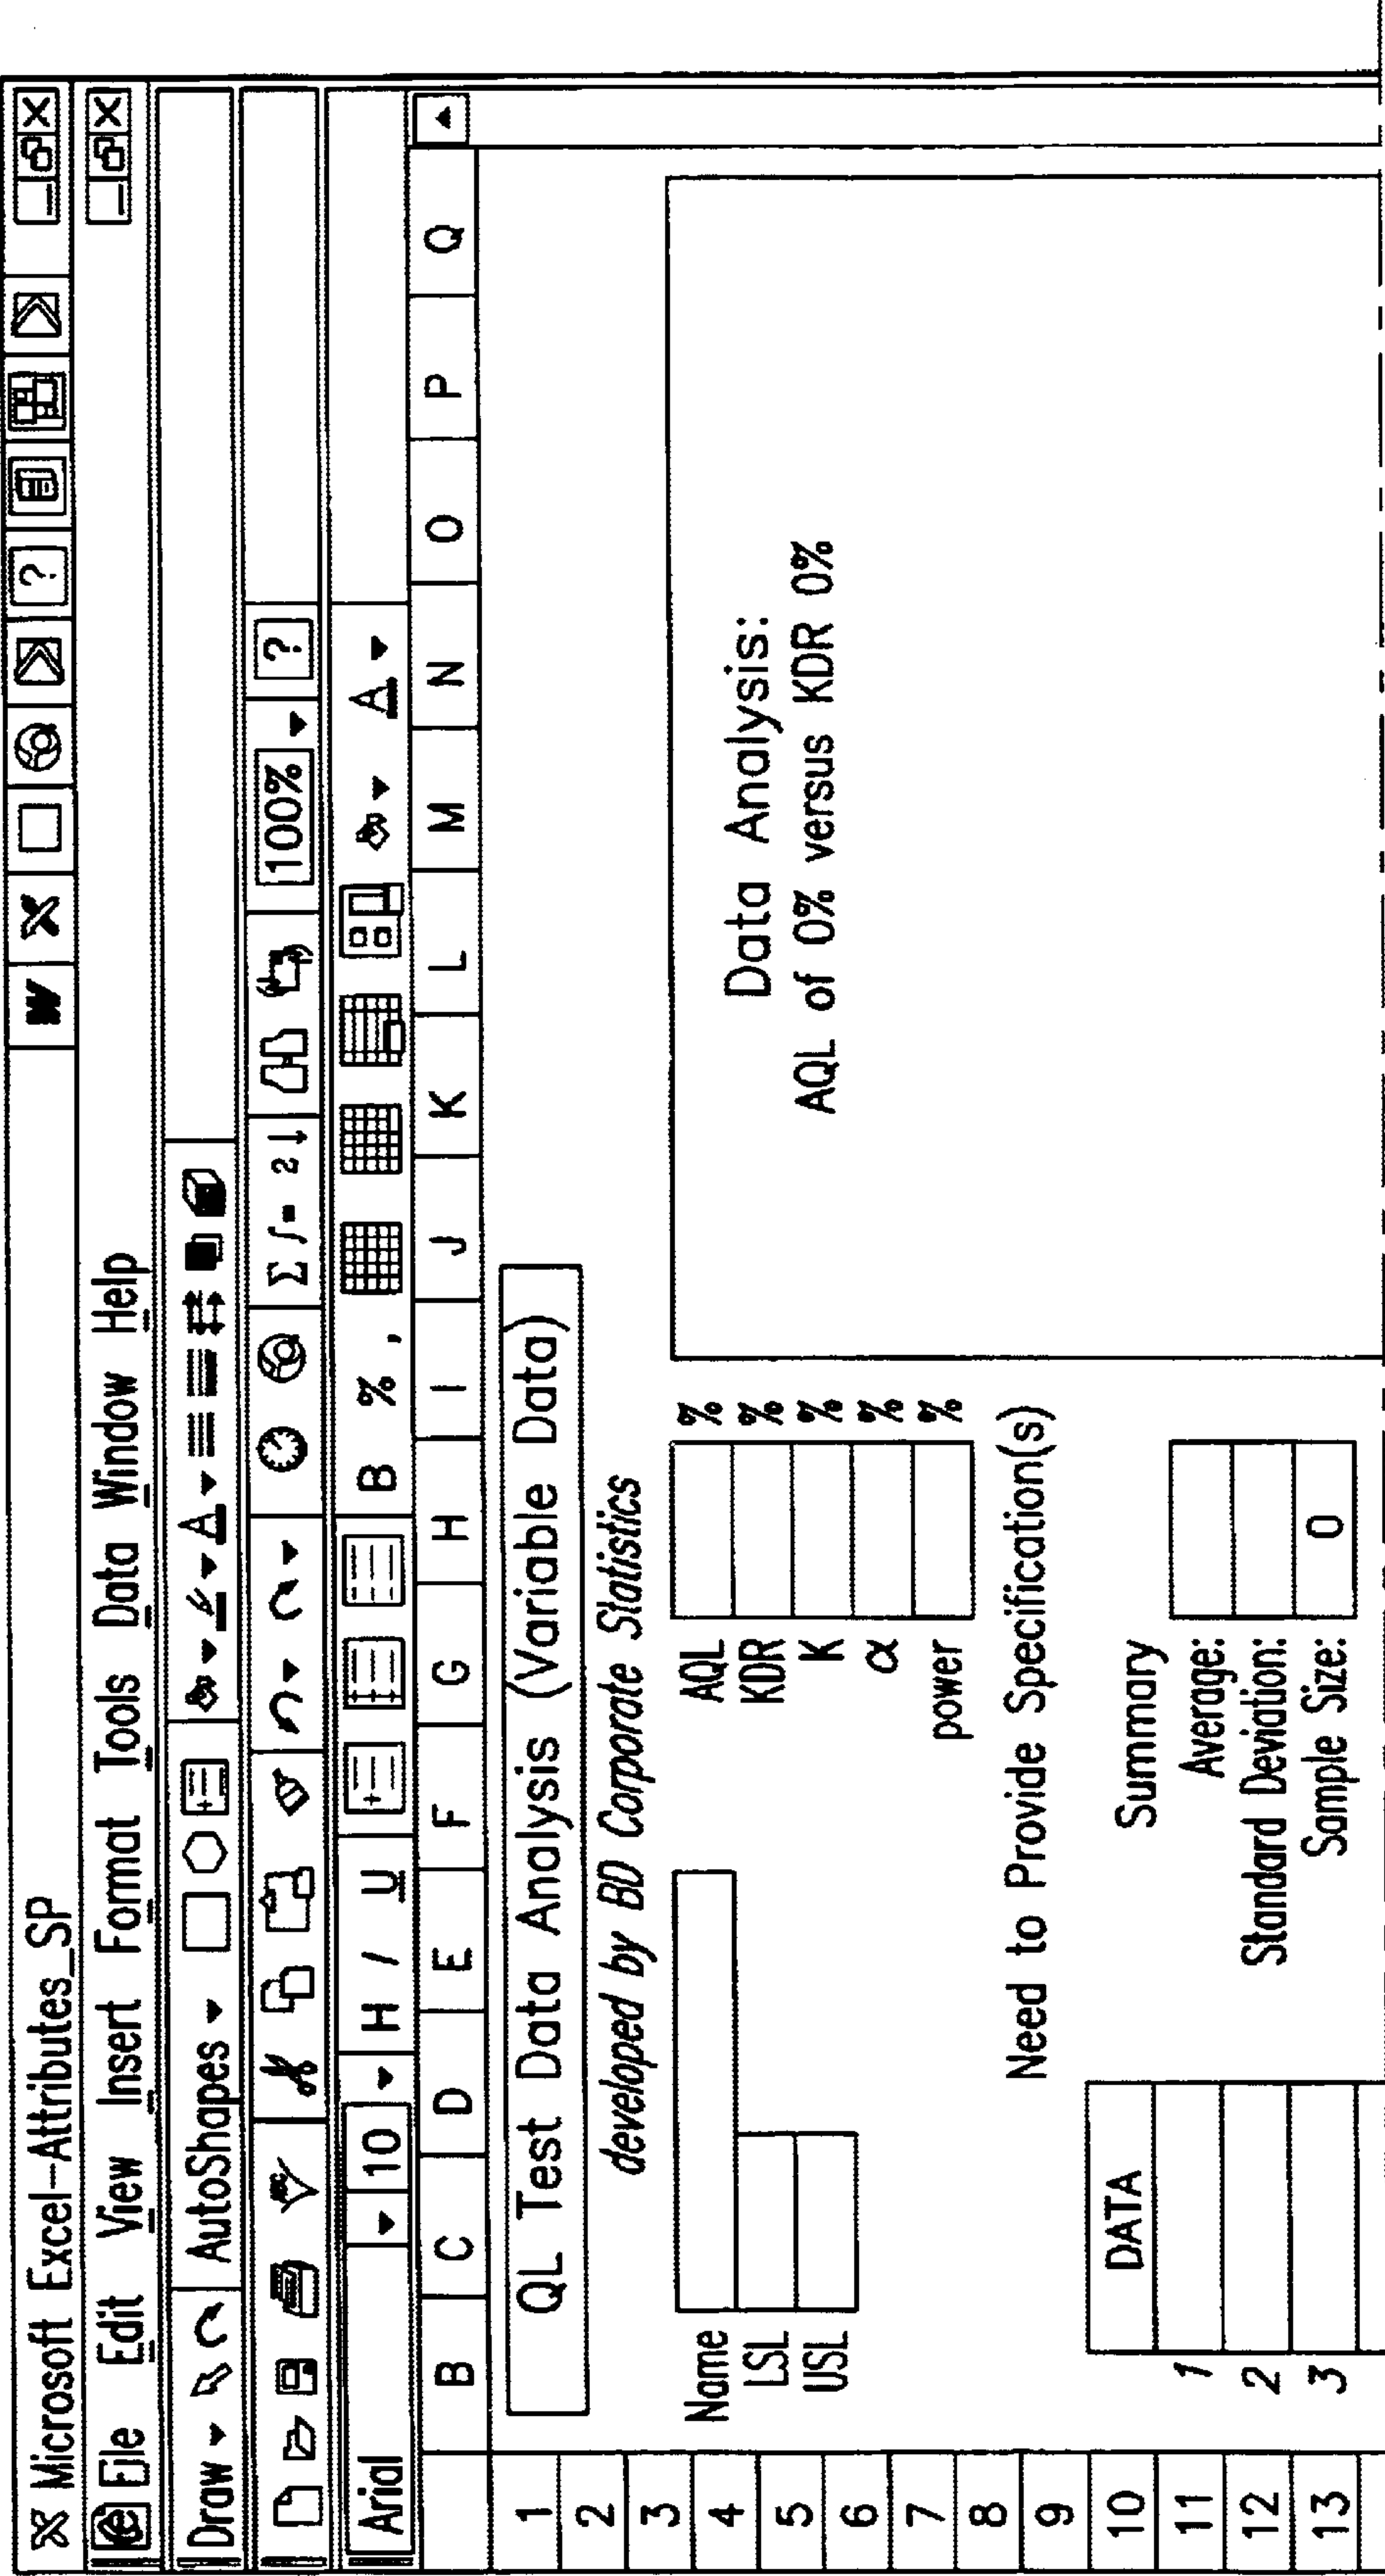 Microsoft Excel-Attributes_SP
File Edit View Insert Format Tools Data Window Help
Draw AutoShapes A
ABC Σ f= 2↓ 100% ?
Arial 10 H / U B % , A
B C D E F G H I J K L M N O P Q
1 QL Test Data Analysis (Variable Data)
2 developed by BD Corporate Statistics
3
4 Name AQL %
5 LSL KDR %
6 USL K %
7 α %
8 power %
9 Need to Provide Specification(s)
10 DATA Summary
11 1 Average:
12 2 Standard Deviation:
13 3 Sample Size: 0
Data Analysis:
AQL of 0% versus KDR 0%